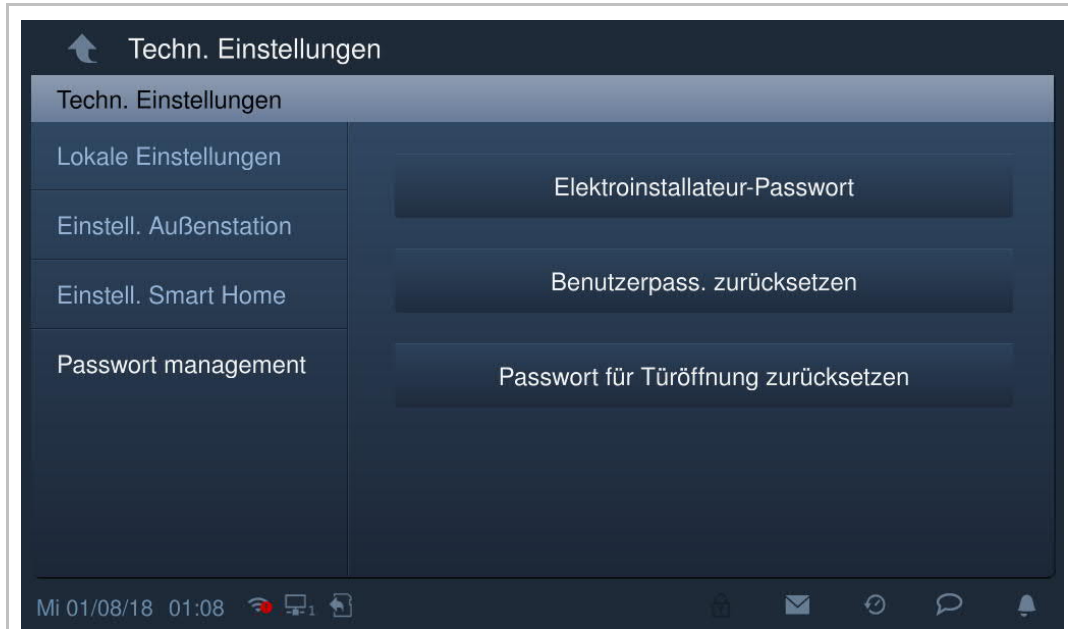 Techn. Einstellungen
Techn. Einstellungen
Lokale Einstellungen
Einstell. Außenstation
Einstell. Smart Home
Passwort management
Elektroinstallateur-Passwort
Benutzerpass. zurücksetzen
Passwort für Türöffnung zurücksetzen
Mi 01/08/18 01:08 1